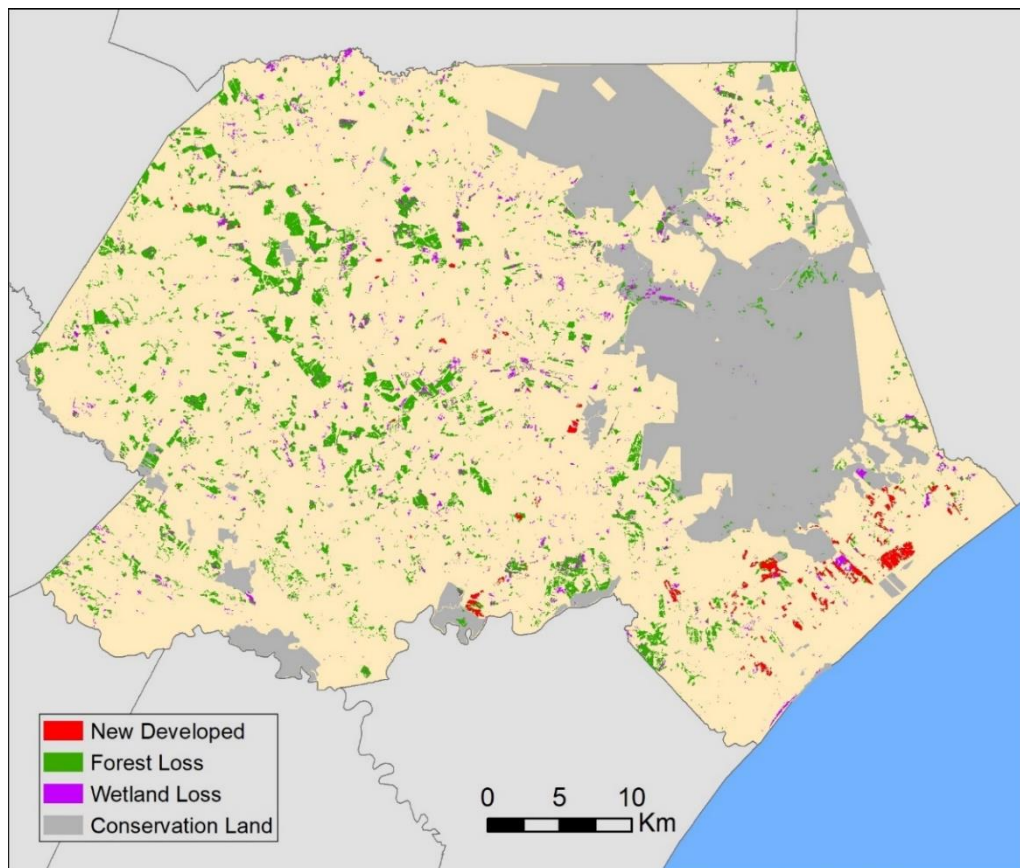 New Developed
Forest Loss
Wetland Loss
Conservation Land
0 5 10
Km